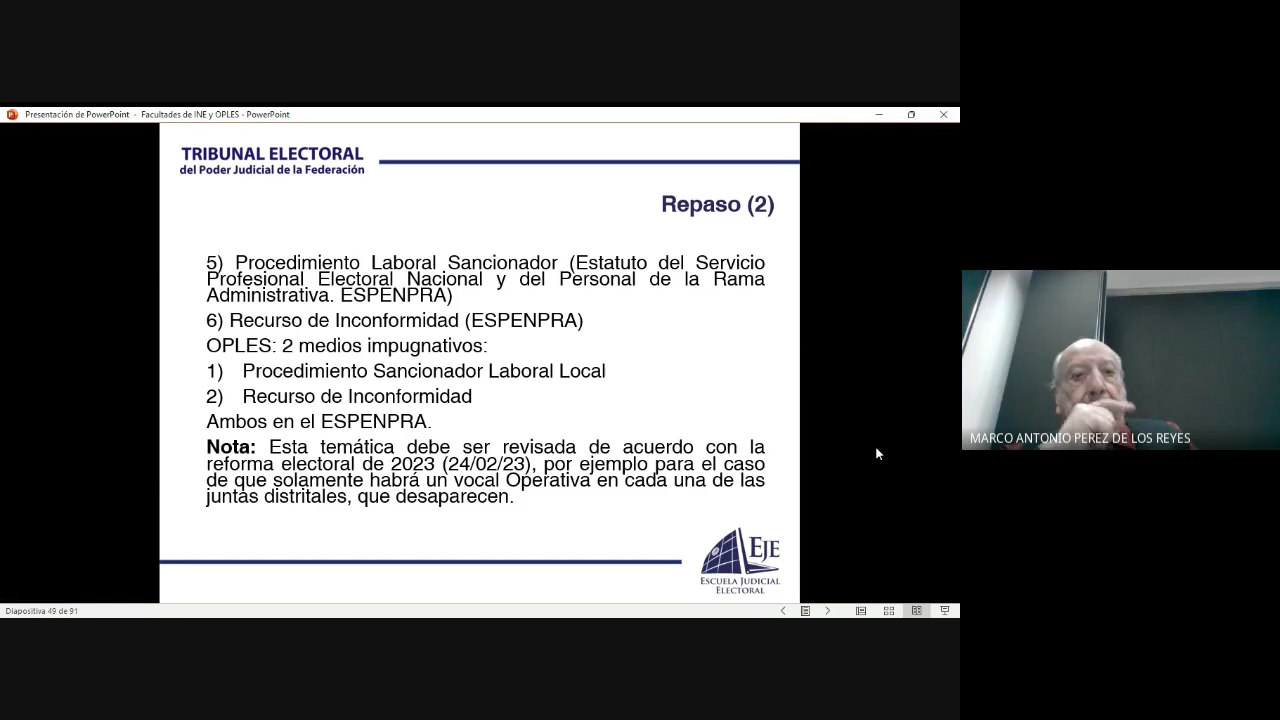 Presentación de PowerPoint - Facultades de INE y OPLES - PowerPoint
TRIBUNAL ELECTORAL
del Poder Judicial de la Federación
Repaso (2)
5) Procedimiento Laboral Sancionador (Estatuto del Servicio
Profesional Electoral Nacional y del Personal de la Rama
Administrativa. ESPENPRA)
6) Recurso de Inconformidad (ESPENPRA)
OPLES: 2 medios impugnativos:
1) Procedimiento Sancionador Laboral Local
2) Recurso de Inconformidad
Ambos en el ESPENPRA.
Nota: Esta temática debe ser revisada de acuerdo con la
reforma electoral de 2023 (24/02/23), por ejemplo para el caso
de que solamente habrá un vocal Operativa en cada una de las
juntas distritales, que desaparecen.
EJE
ESCUELA JUDICIAL
ELECTORAL
Diapositiva 49 de 91
MARCO ANTONIO PEREZ DE LOS REYES